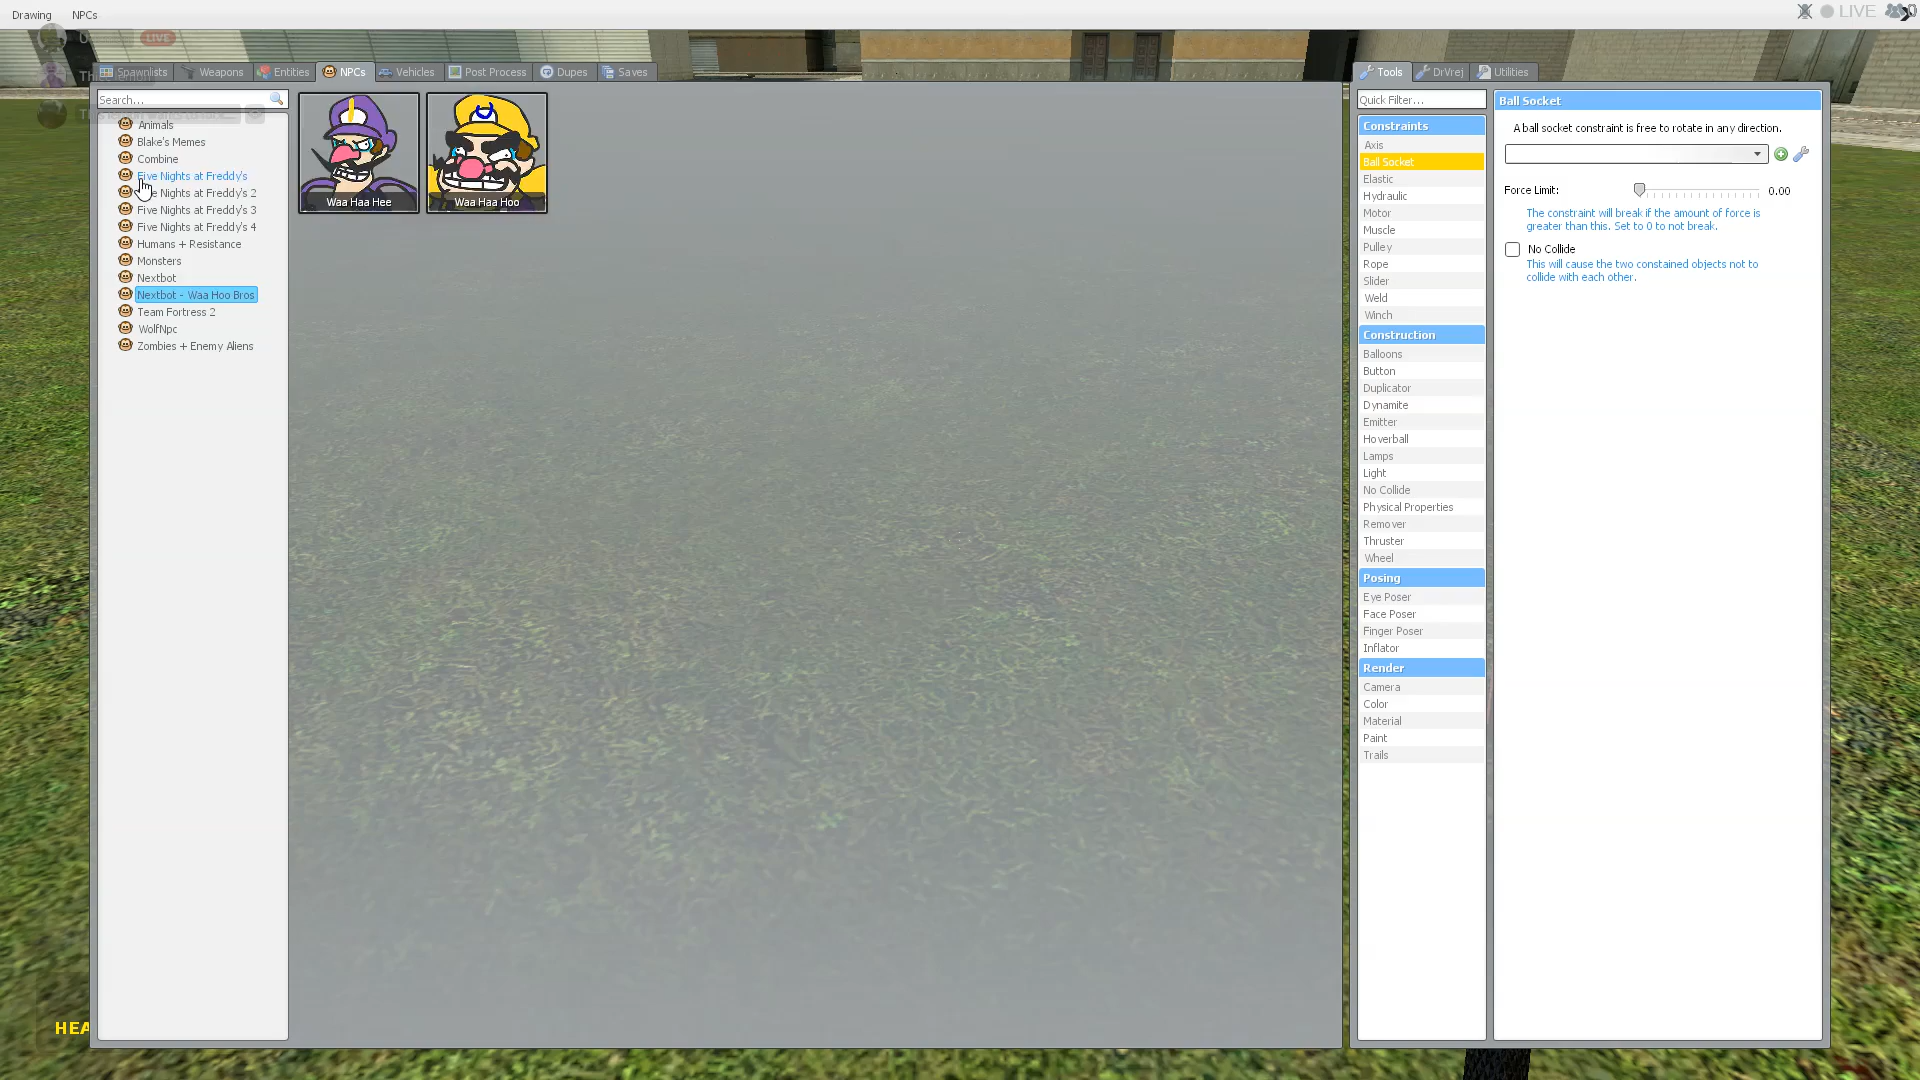 Drawing NPCs
LIVE
LIVE
Spawnlists Weapons Entities NPCs Vehicles Post Process Dupes Saves
Search...
Animals
Blake's Memes
Combine
Five Nights at Freddy's
Five Nights at Freddy's 2
Five Nights at Freddy's 3
Five Nights at Freddy's 4
Humans + Resistance
Monsters
Nextbot
Nextbot - Waa Hoo Bros
Team Fortress 2
WolfNpc
Zombies + Enemy Aliens
Waa Haa Hee
Waa Haa Hoo
HEA
Tools DrVrej Utilities
Quick Filter...
Constraints
Axis
Ball Socket
Elastic
Hydraulic
Motor
Muscle
Pulley
Rope
Slider
Weld
Winch
Construction
Balloons
Button
Duplicator
Dynamite
Emitter
Hoverball
Lamps
Light
No Collide
Physical Properties
Remover
Thruster
Wheel
Posing
Eye Poser
Face Poser
Finger Poser
Inflator
Render
Camera
Color
Material
Paint
Trails
Ball Socket
A ball socket constraint is free to rotate in any direction.
Force Limit: 0.00
The constraint will break if the amount of force is
greater than this. Set to 0 to not break.
No Collide
This will cause the two constained objects not to
collide with each other.